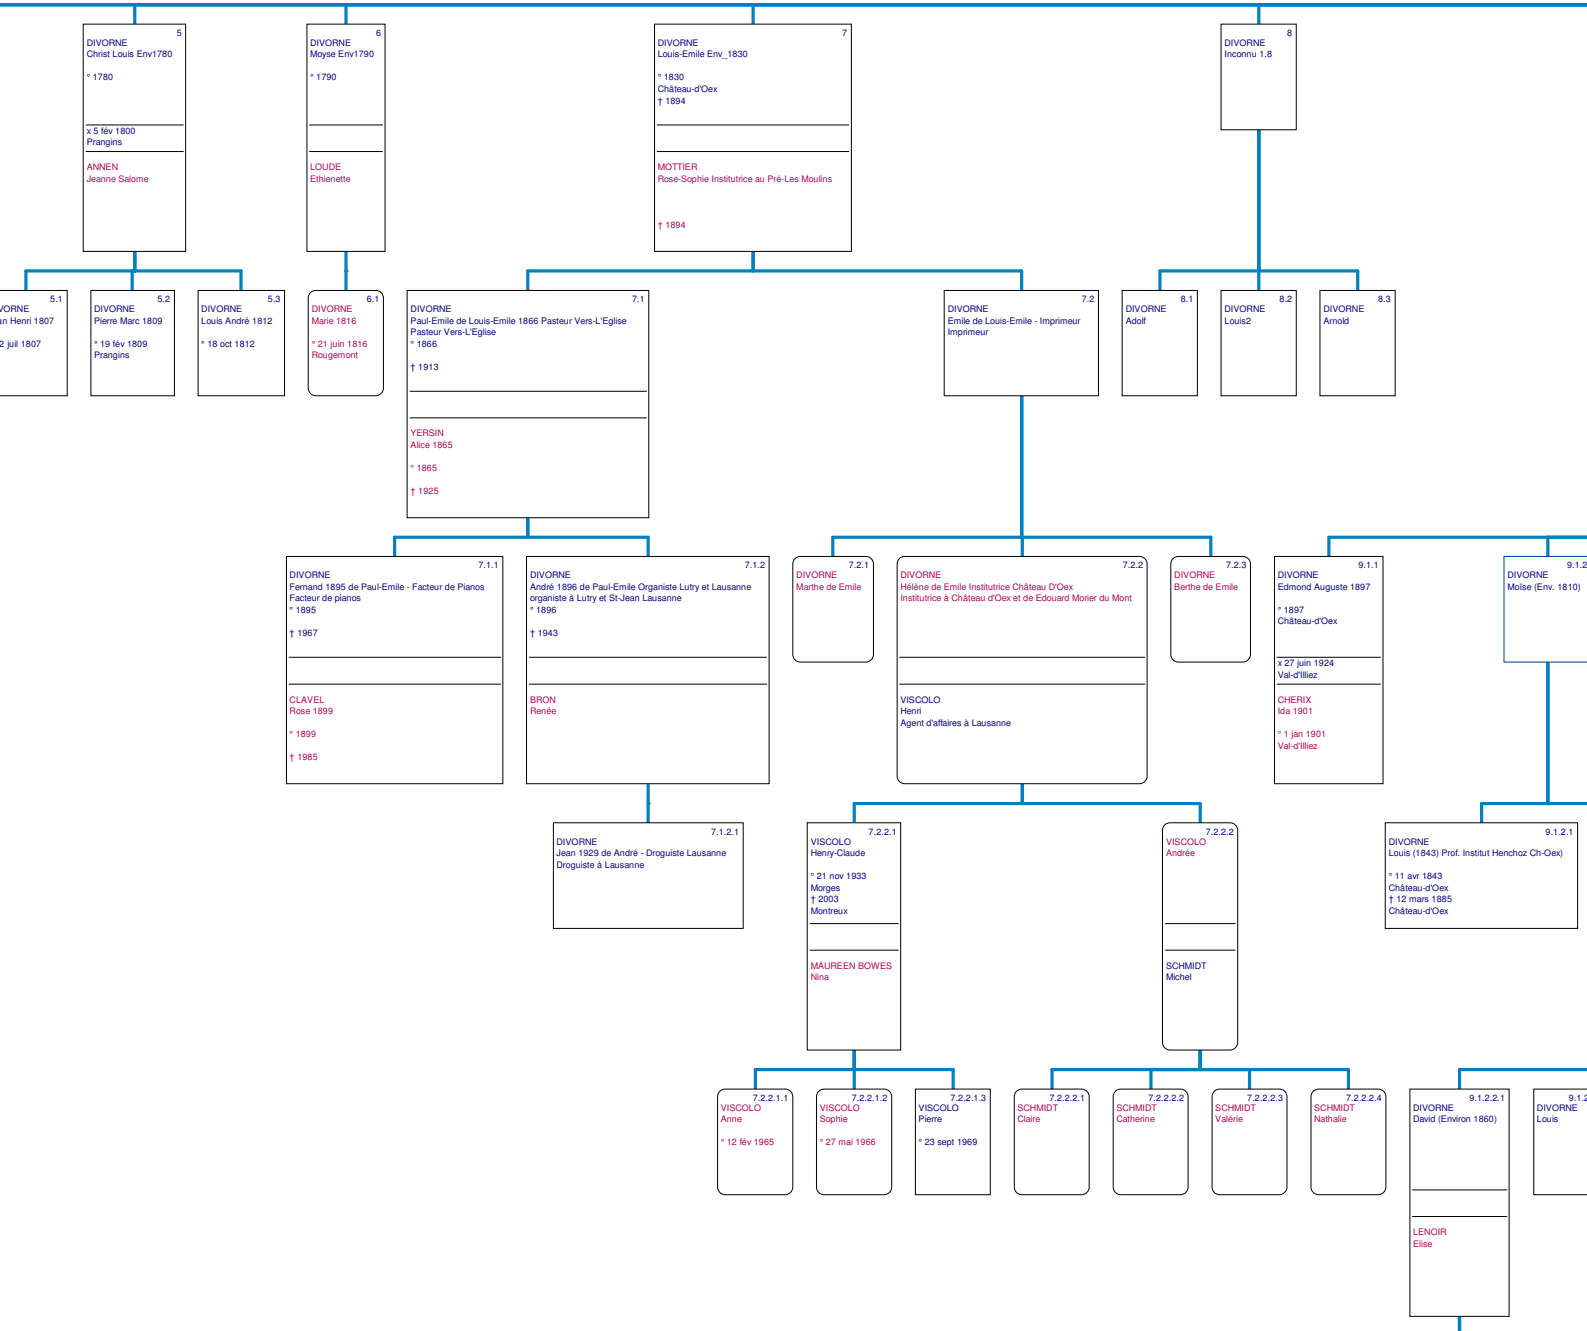 5
DIVORNE
Christ Louis Env1780
° 1780
x 5 fév 1800
Prangins
ANNEN
Jeanne Salome
6
DIVORNE
Moyse Env1790
° 1790
LOUDE
Ethienette
7
DIVORNE
Louis-Emile Env_1830
° 1830
Château-d'Oex
† 1894
MOTTIER
Rose-Sophie Institutrice au Pré-Les Moulins
† 1894
8
DIVORNE
Inconnu 1.8
5.1
VORNE
an Henri 1807
2 juil 1807
5.2
DIVORNE
Pierre Marc 1809
° 19 fév 1809
Prangins
5.3
DIVORNE
Louis André 1812
° 18 oct 1812
6.1
DIVORNE
Marie 1816
° 21 juin 1816
Rougemont
7.1
DIVORNE
Paul-Emile de Louis-Emile 1866 Pasteur Vers-L'Eglise
Pasteur Vers-L'Eglise
° 1866
† 1913
YERSIN
Alice 1865
° 1865
† 1925
7.2
DIVORNE
Emile de Louis-Emile - Imprimeur
Imprimeur
8.1
DIVORNE
Adolf
8.2
DIVORNE
Louis2
8.3
DIVORNE
Arnold
7.1.1
DIVORNE
Fernand 1895 de Paul-Emile - Facteur de Pianos
Facteur de pianos
° 1895
† 1967
CLAVEL
Rose 1899
° 1899
† 1985
7.1.2
DIVORNE
André 1896 de Paul-Emile Organiste Lutry et Lausanne
organiste à Lutry et St-Jean Lausanne
° 1896
† 1943
BRON
Renée
7.2.1
DIVORNE
Marthe de Emile
7.2.2
DIVORNE
Hélène de Emile Institutrice Château D'Oex
Institutrice à Château d'Oex et de Edouard Morier du Mont
VISCOLO
Henri
Agent d'affaires à Lausanne
7.2.3
DIVORNE
Berthe de Emile
9.1.1
DIVORNE
Edmond Auguste 1897
° 1897
Château-d'Oex
x 27 juin 1924
Val-d'Illiez
CHERIX
Ida 1901
° 1 jan 1901
Val-d'Illiez
9.1.2
DIVORNE
Moîse (Env. 1810)
7.1.2.1
DIVORNE
Jean 1929 de André - Droguiste Lausanne
Droguiste à Lausanne
7.2.2.1
VISCOLO
Henry-Claude
° 21 nov 1933
Morges
† 2003
Montreux
MAUREEN BOWES
Nina
7.2.2.2
VISCOLO
Andrée
SCHMIDT
Michel
9.1.2.1
DIVORNE
Louis (1843) Prof. Institut Henchoz Ch-Oex)
° 11 avr 1843
Château-d'Oex
† 12 mars 1885
Château-d'Oex
7.2.2.1.1
VISCOLO
Anne
° 12 fév 1965
7.2.2.1.2
VISCOLO
Sophie
° 27 mai 1966
7.2.2.1.3
VISCOLO
Pierre
° 23 sept 1969
7.2.2.2.1
SCHMIDT
Claire
7.2.2.2.2
SCHMIDT
Catherine
7.2.2.2.3
SCHMIDT
Valérie
7.2.2.2.4
SCHMIDT
Nathalie
9.1.2.2.1
DIVORNE
David (Environ 1860)
LENOIR
Elise
9.1.2
DIVORNE
Louis